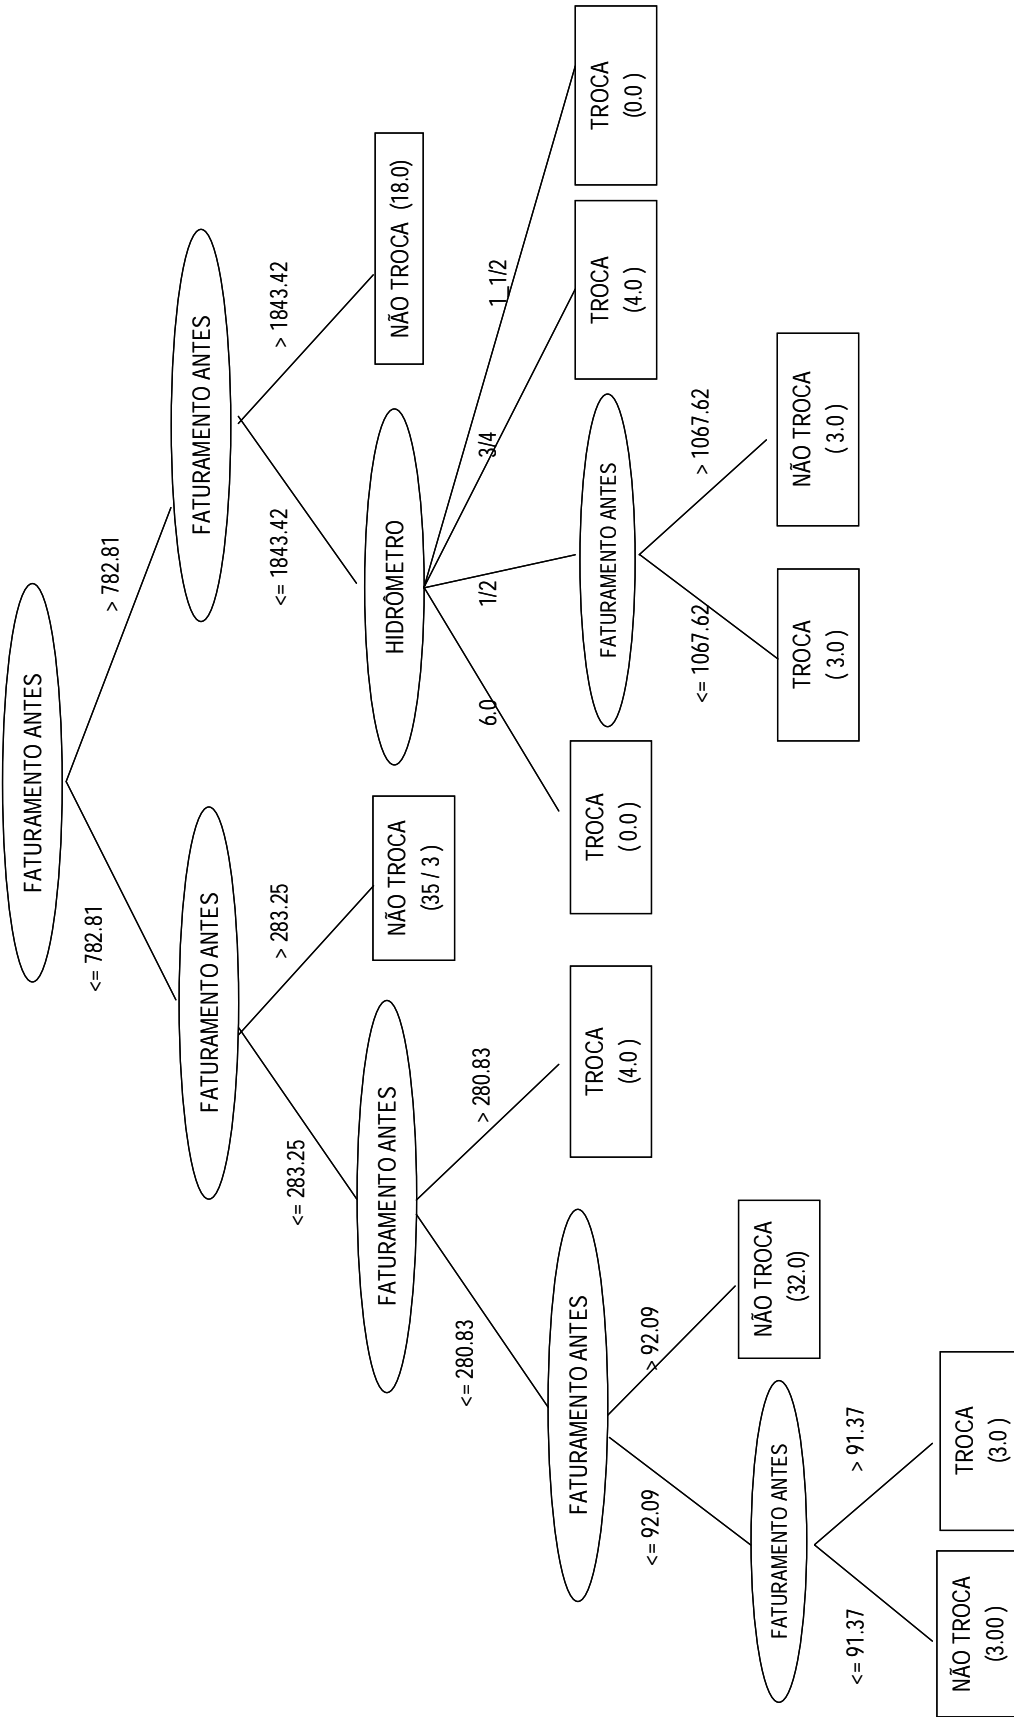 FATURAMENTO ANTES
<= 782.81
> 782.81
FATURAMENTO ANTES
FATURAMENTO ANTES
<= 283.25
> 283.25
<= 1843.42
> 1843.42
FATURAMENTO ANTES
NÃO TROCA
(35 / 3 )
HIDRÔMETRO
NÃO TROCA (18.0)
<= 280.83
> 280.83
6.0
1/2
3/4
1_1/2
FATURAMENTO ANTES
TROCA
(4.0 )
TROCA
( 0.0 )
FATURAMENTO ANTES
TROCA
(4.0 )
TROCA
(0.0 )
<= 92.09
> 92.09
<= 1067.62
> 1067.62
FATURAMENTO ANTES
NÃO TROCA
(32.0)
TROCA
( 3.0 )
NÃO TROCA
( 3.0 )
<= 91.37
> 91.37
NÃO TROCA
(3.00 )
TROCA
(3.0 )